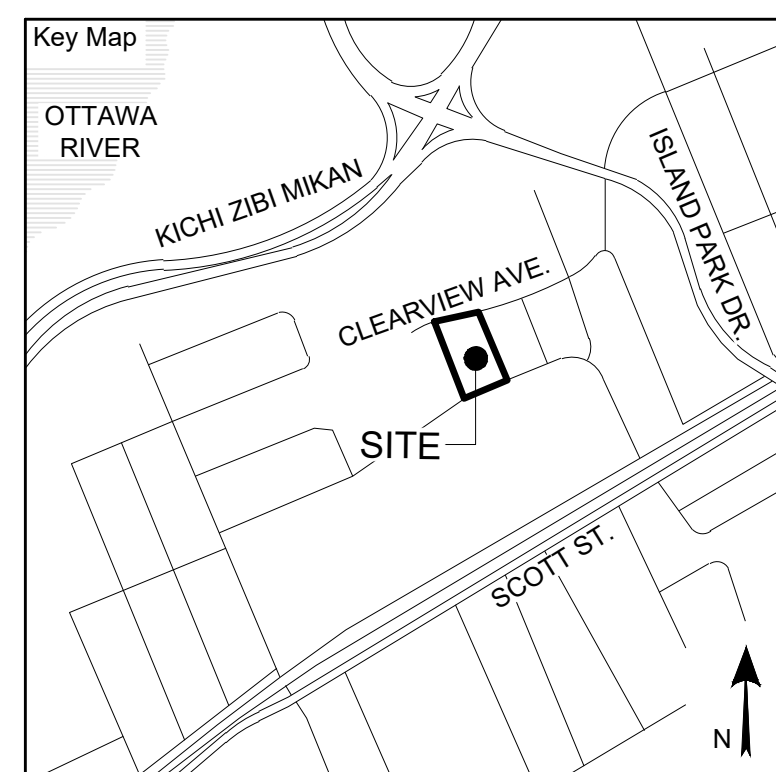 Key Map
OTTAWA
RIVER
KICHI ZIBI MIKAN
ISLAND PARK DR.
CLEARVIEW AVE.
SITE
SCOTT ST.
N